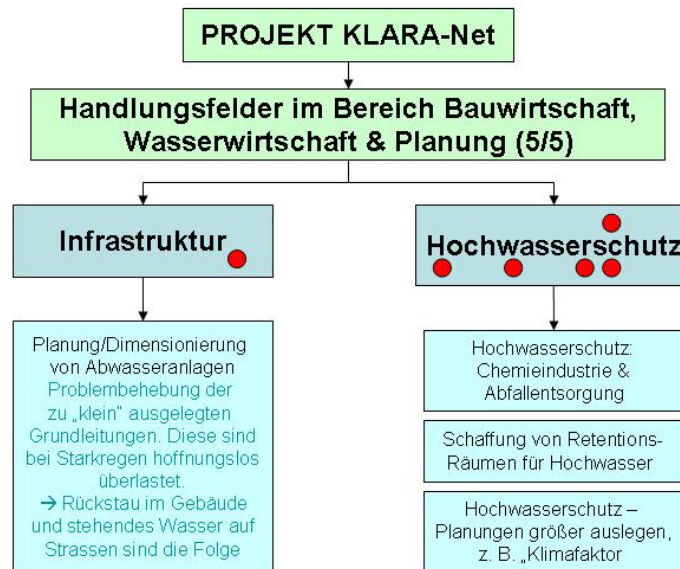 PROJEKT KLARA-Net
Handlungsfelder im Bereich Bauwirtschaft,
Wasserwirtschaft & Planung (5/5)
Infrastruktur
Planung/Dimensionierung
von Abwasseranlagen
Problembehebung der
zu „klein" ausgelegten
Grundleitungen. Diese sind
bei Starkregen hoffnungslos
überlastet.
→ Rückstau im Gebäude
und stehendes Wasser auf
Strassen sind die Folge
Hochwasserschutz
Hochwasserschutz:
Chemieindustrie &
Abfallentsorgung
Schaffung von Retentions-
Räumen für Hochwasser
Hochwasserschutz –
Planungen größer auslegen,
z. B. „Klimafaktor